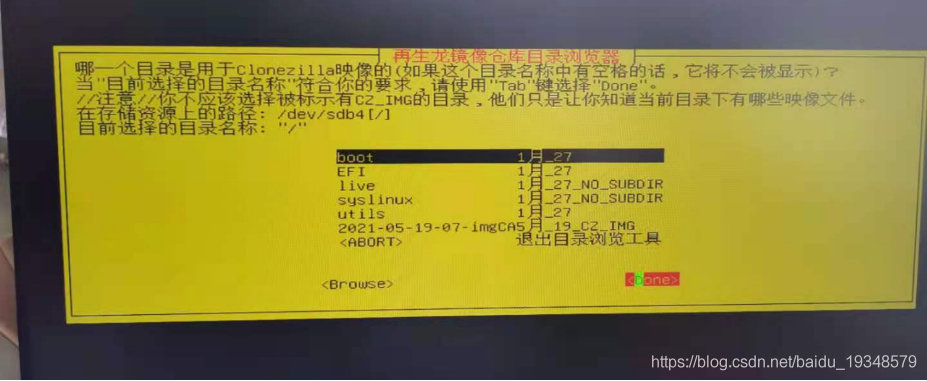 再生龙镜像仓库目录浏览器
哪一个目录是用于Clonezilla映像的(如果这个目录名称中有空格的话，它将不会被显示)？
当"目前选择的目录名称"符合你的要求，请使用"Tab"键选择"Done"。
//注意//你不应该选择被标示有CZ_IMG的目录，他们只是让你知道当前目录下有哪些映像文件。
在存储资源上的路径：/dev/sdb4[/]
目前选择的目录名称："/"
boot 1月_27
EFI 1月_27
live 1月_27_NO_SUBDIR
syslinux 1月_27_NO_SUBDIR
utils 1月_27
2021-05-19-07-imgCA5月_19_CZ_IMG
<ABORT> 退出目录浏览工具
<Browse> <Done>
https://blog.csdn.net/baidu_19348579